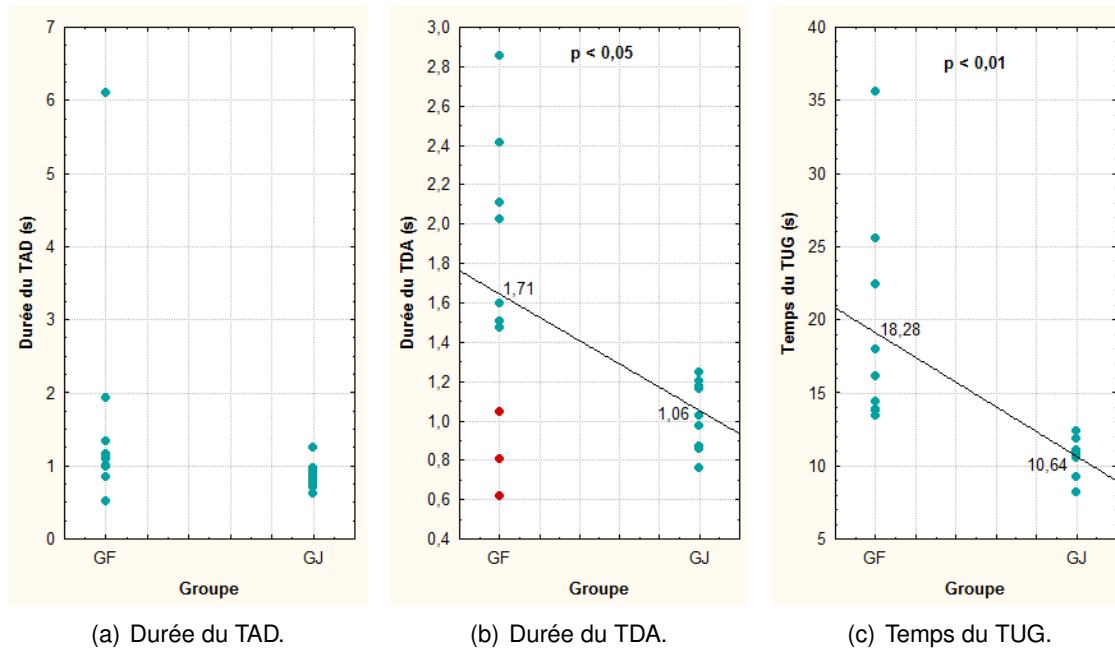 Durée du TAD (s)
7
6
5
4
3
2
1
0
GF
GJ
Groupe
(a) Durée du TAD.
Durée du TDA (s)
3,0
2,8
2,6
2,4
2,2
2,0
1,8
1,6
1,4
1,2
1,0
0,8
0,6
0,4
p < 0,05
1,71
1,06
GF
GJ
Groupe
(b) Durée du TDA.
Temps du TUG (s)
40
35
30
25
20
15
10
5
p < 0,01
18,28
10,64
GF
GJ
Groupe
(c) Temps du TUG.